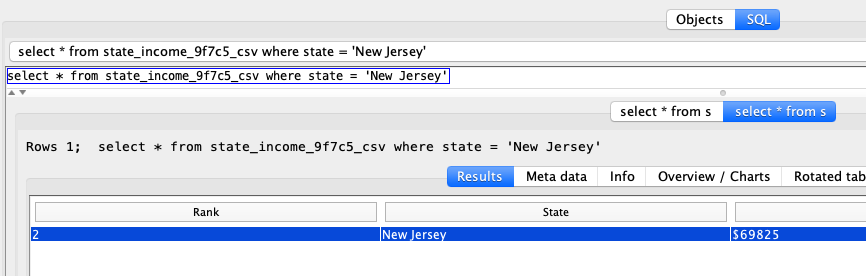 Objects SQL
select * from state_income_9f7c5_csv where state = 'New Jersey'
select * from state_income_9f7c5_csv where state = 'New Jersey'
select * from s select * from s
Rows 1;  select * from state_income_9f7c5_csv where state = 'New Jersey'
Results Meta data Info Overview / Charts Rotated tab
Rank State
2 New Jersey $69825